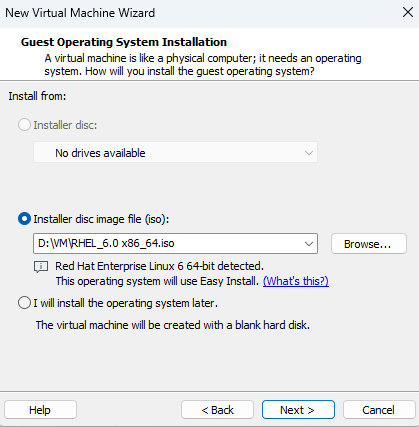 New Virtual Machine Wizard
Guest Operating System Installation
A virtual machine is like a physical computer; it needs an operating
system. How will you install the guest operating system?
Install from:
Installer disc:
No drives available
Installer disc image file (iso):
D:\VM\RHEL_6.0 x86_64.iso
Browse...
Red Hat Enterprise Linux 6 64-bit detected.
This operating system will use Easy Install. (What's this?)
I will install the operating system later.
The virtual machine will be created with a blank hard disk.
Help
< Back
Next >
Cancel